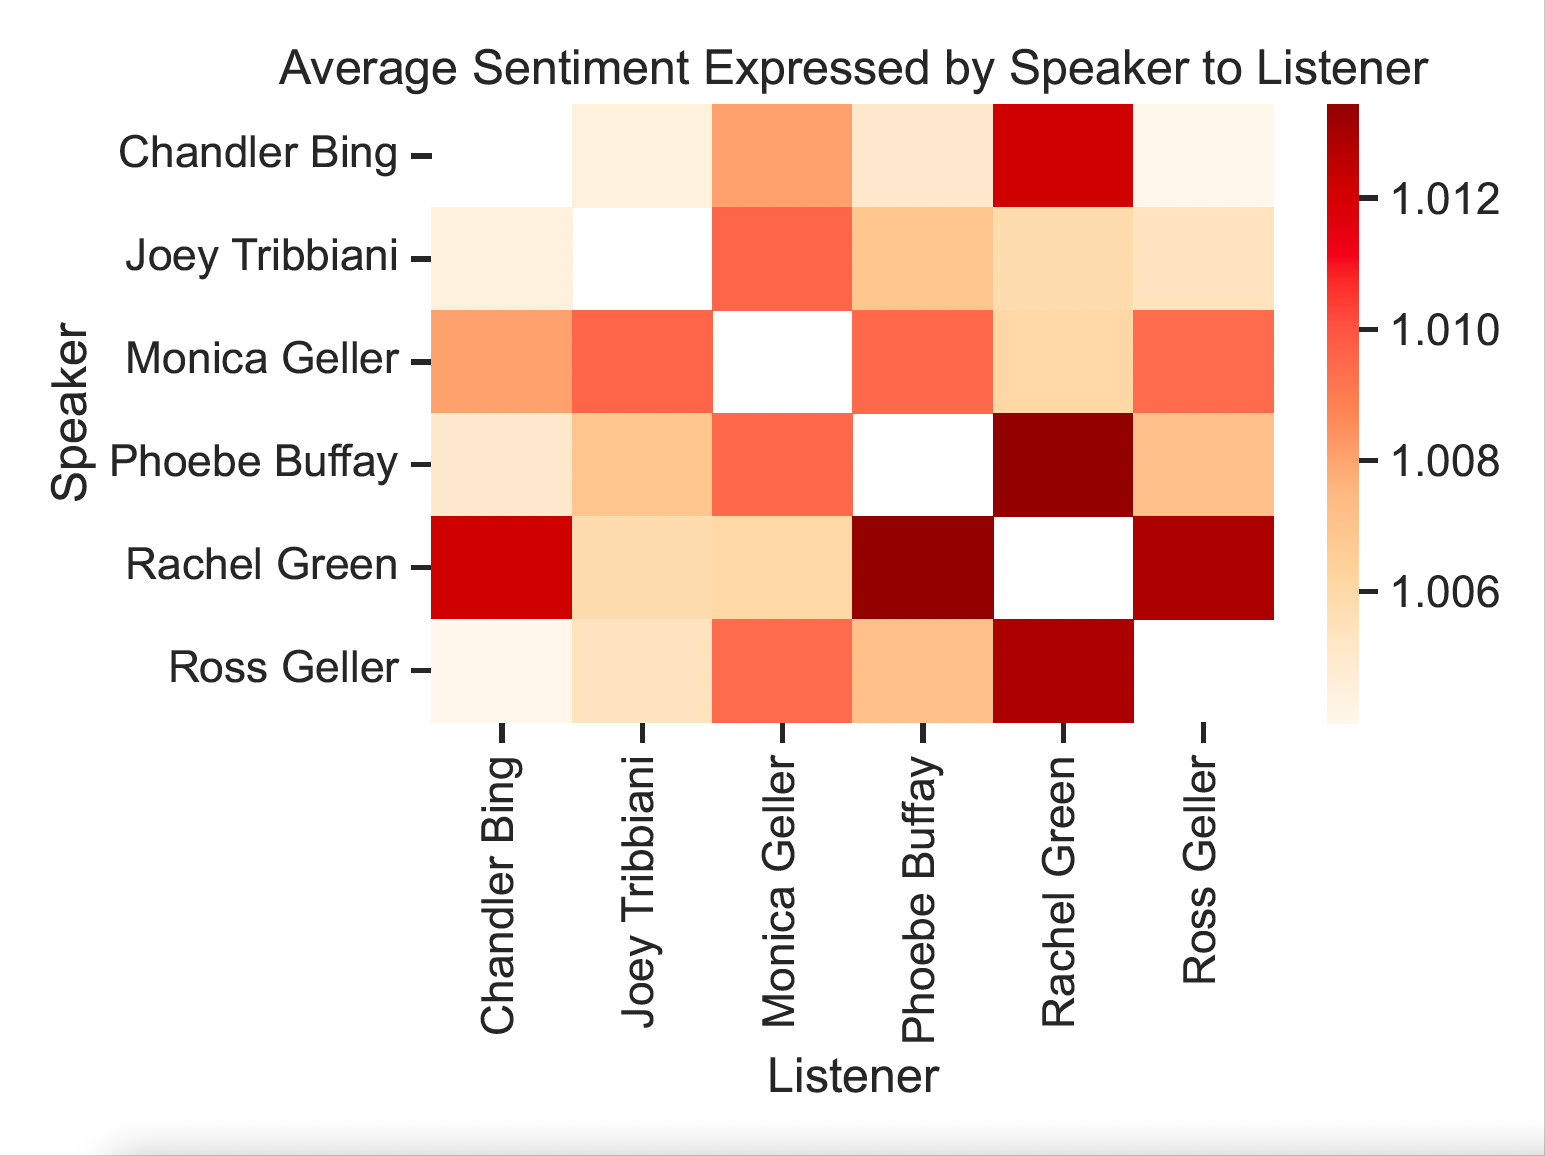 Average Sentiment Expressed by Speaker to Listener
Speaker
Chandler Bing
Joey Tribbiani
Monica Geller
Phoebe Buffay
Rachel Green
Ross Geller
1.012
1.010
1.008
1.006
Chandler Bing
Joey Tribbiani
Monica Geller
Phoebe Buffay
Rachel Green
Ross Geller
Listener